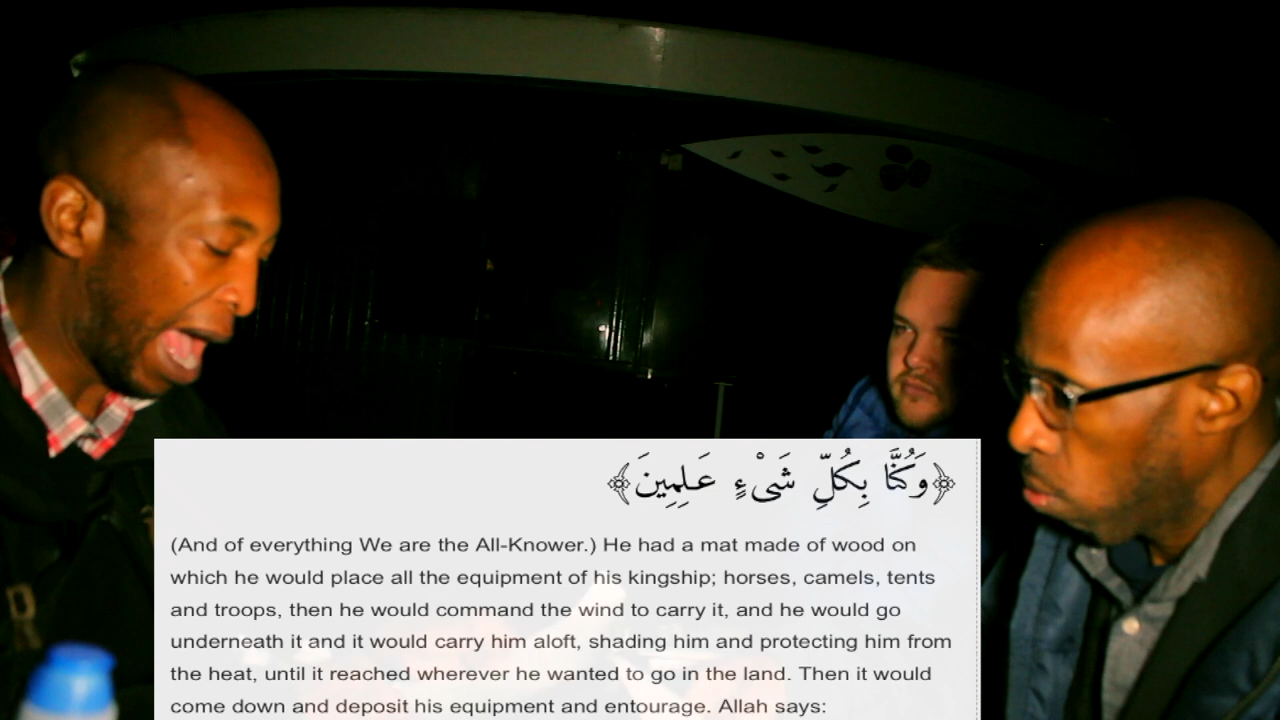 ﴿وَكُنَّا بِكُلِّ شَىْءٍ عَـلِمِينَ﴾
(And of everything We are the All-Knower.) He had a mat made of wood on
which he would place all the equipment of his kingship; horses, camels, tents
and troops, then he would command the wind to carry it, and he would go
underneath it and it would carry him aloft, shading him and protecting him from
the heat, until it reached wherever he wanted to go in the land. Then it would
come down and deposit his equipment and entourage. Allah says: